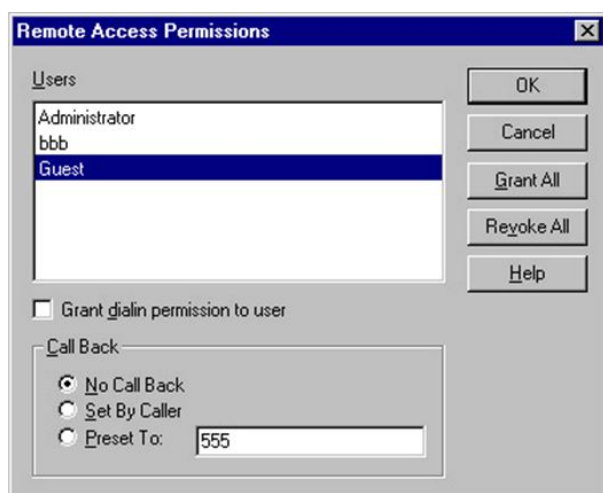 Remote Access Permissions
Users
Administrator
bbb
Guest
OK
Cancel
Grant All
Revoke All
Help
Grant dialin permission to user
Call Back
No Call Back
Set By Caller
Preset To: 555